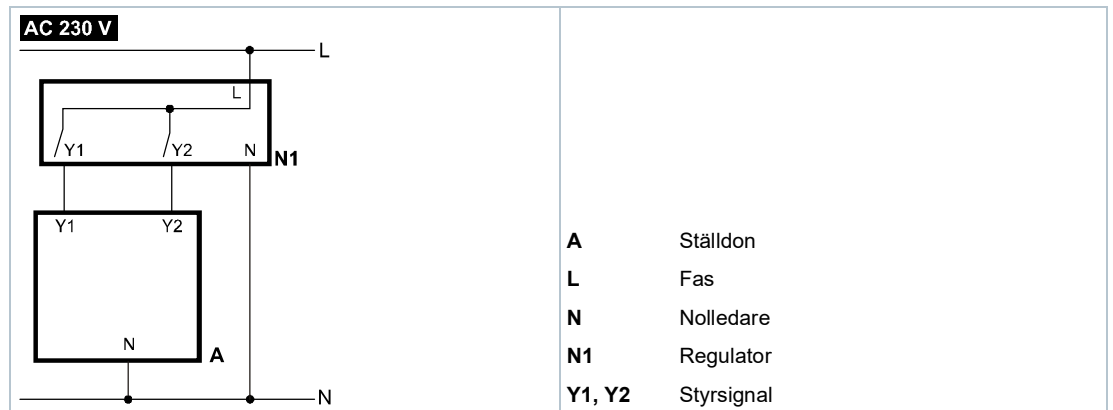 AC 230 V
L
L
Y1 Y2 N
N1
Y1 Y2
N
A
N
A Ställdon
L Fas
N Nolledare
N1 Regulator
Y1, Y2 Styrsignal